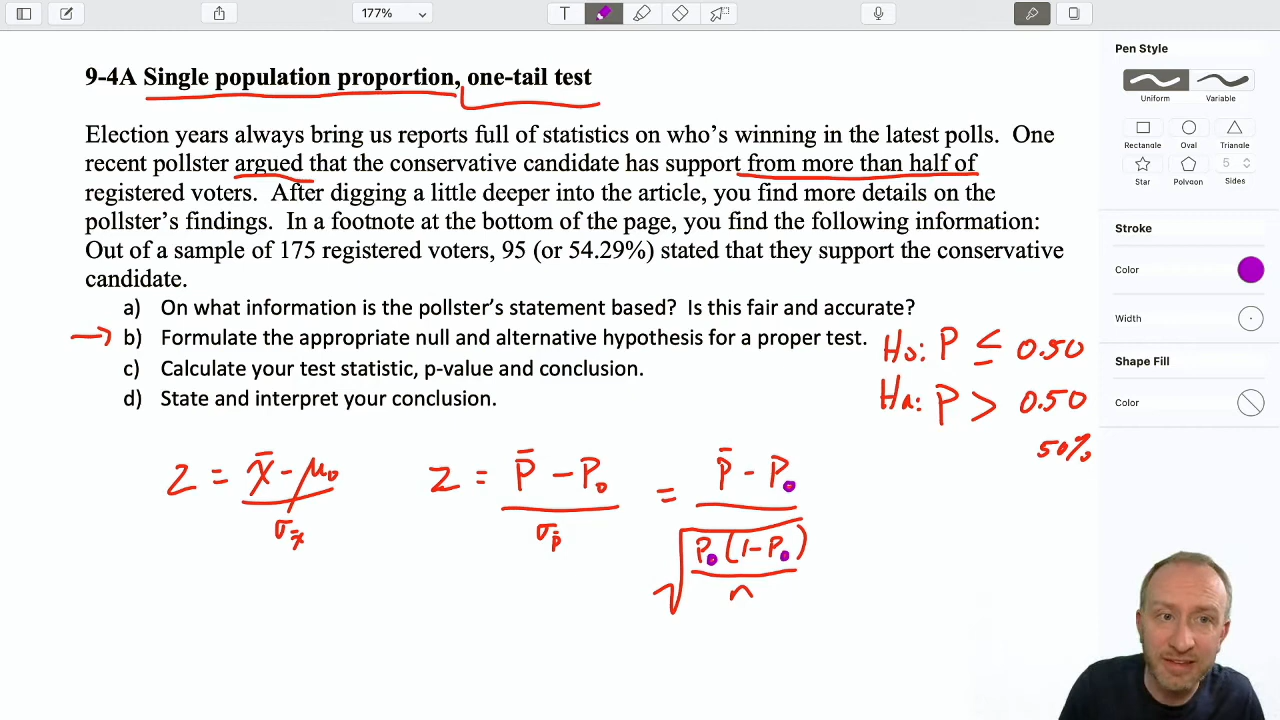 177%
T
Pen Style
Uniform Variable
Rectangle Oval Triangle
5
Star Polygon Sides
Stroke
Color
Width
Shape Fill
Color
9-4A Single population proportion, one-tail test
Election years always bring us reports full of statistics on who's winning in the latest polls. One
recent pollster argued that the conservative candidate has support from more than half of
registered voters. After digging a little deeper into the article, you find more details on the
pollster's findings. In a footnote at the bottom of the page, you find the following information:
Out of a sample of 175 registered voters, 95 (or 54.29%) stated that they support the conservative
candidate.
a) On what information is the pollster's statement based? Is this fair and accurate?
b) Formulate the appropriate null and alternative hypothesis for a proper test.
c) Calculate your test statistic, p-value and conclusion.
d) State and interpret your conclusion.
Ho: P ≤ 0.50
Ha: P > 0.50
50%
Z = (x̄ - μ₀) / σx̄
Z = (p̄ - P₀) / σp̄ = (p̄ - P₀) / √(P₀(1-P₀) / n)